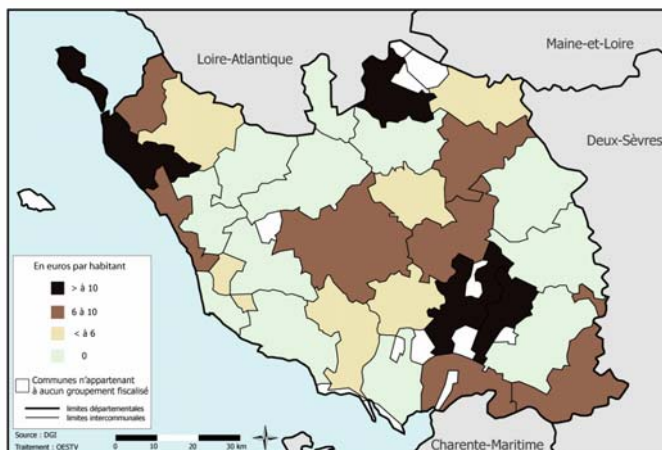 Loire-Atlantique
Maine-et-Loire
Deux-Sèvres
En euros par habitant
> à 10
6 à 10
< à 6
0
Communes n'appartenant
à aucun groupement fiscalisé
limites départementales
limites intercommunales
Source : DGI
Traitement : OESTV
0 10 20 30 km
Charente-Maritime